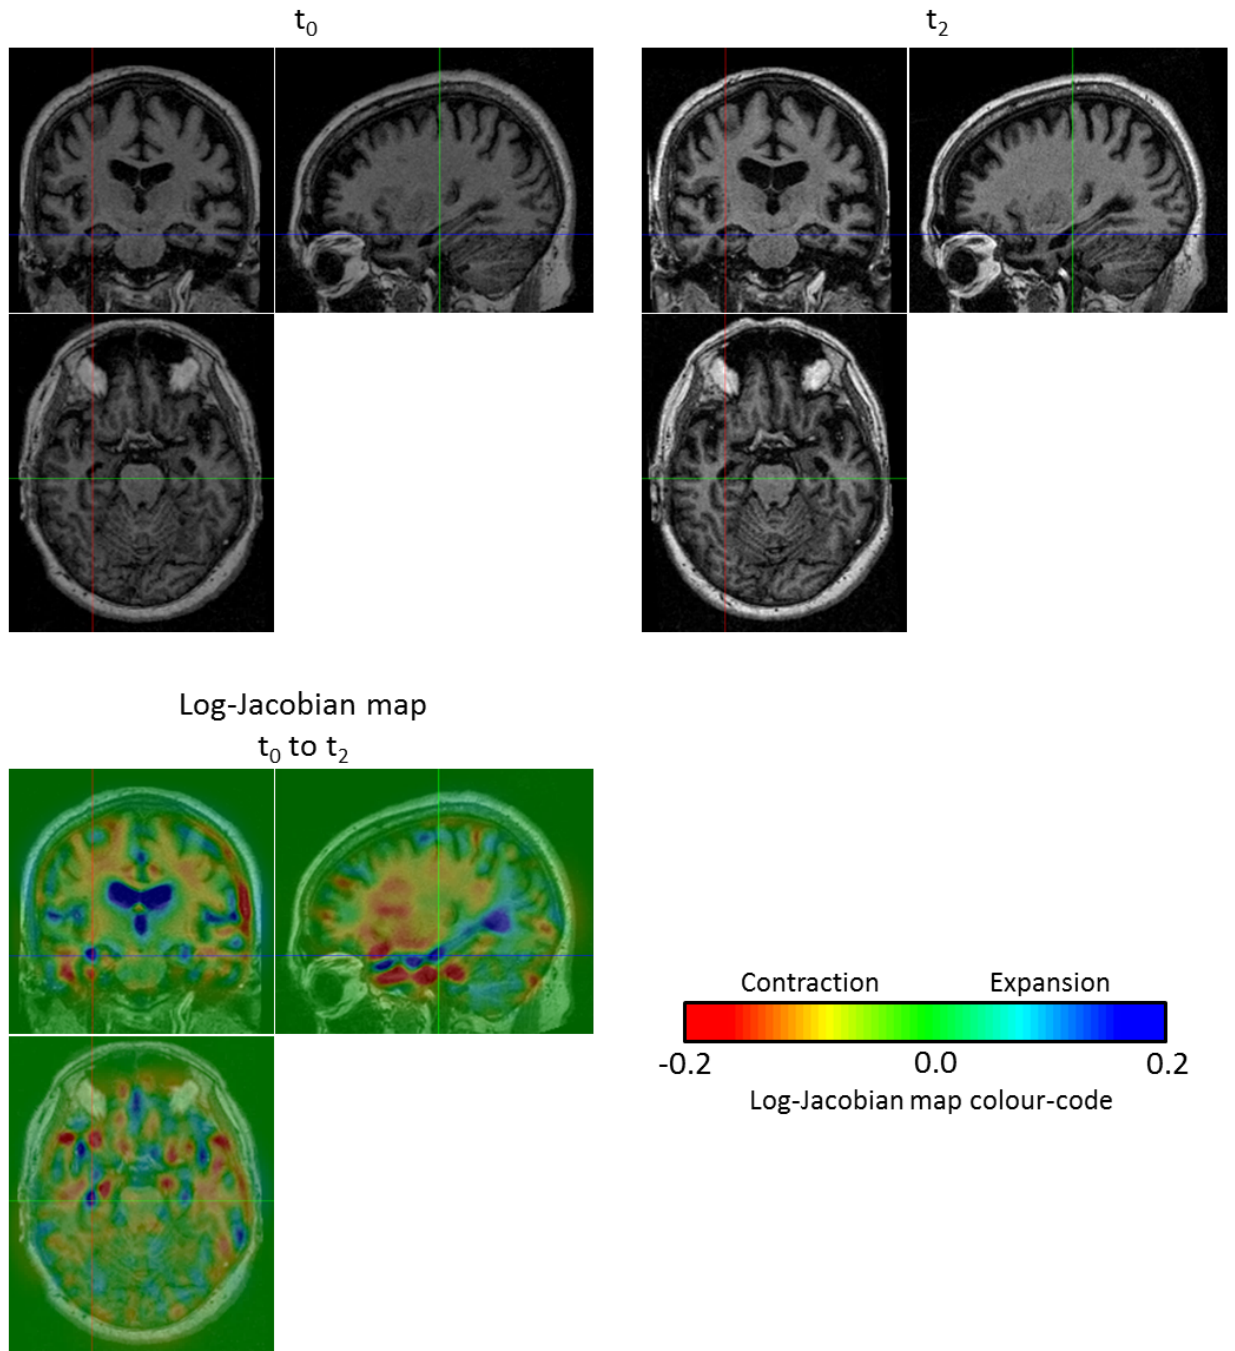 t₀
t₂
Log-Jacobian map
t₀ to t₂
Contraction Expansion
-0.2 0.0 0.2
Log-Jacobian map colour-code